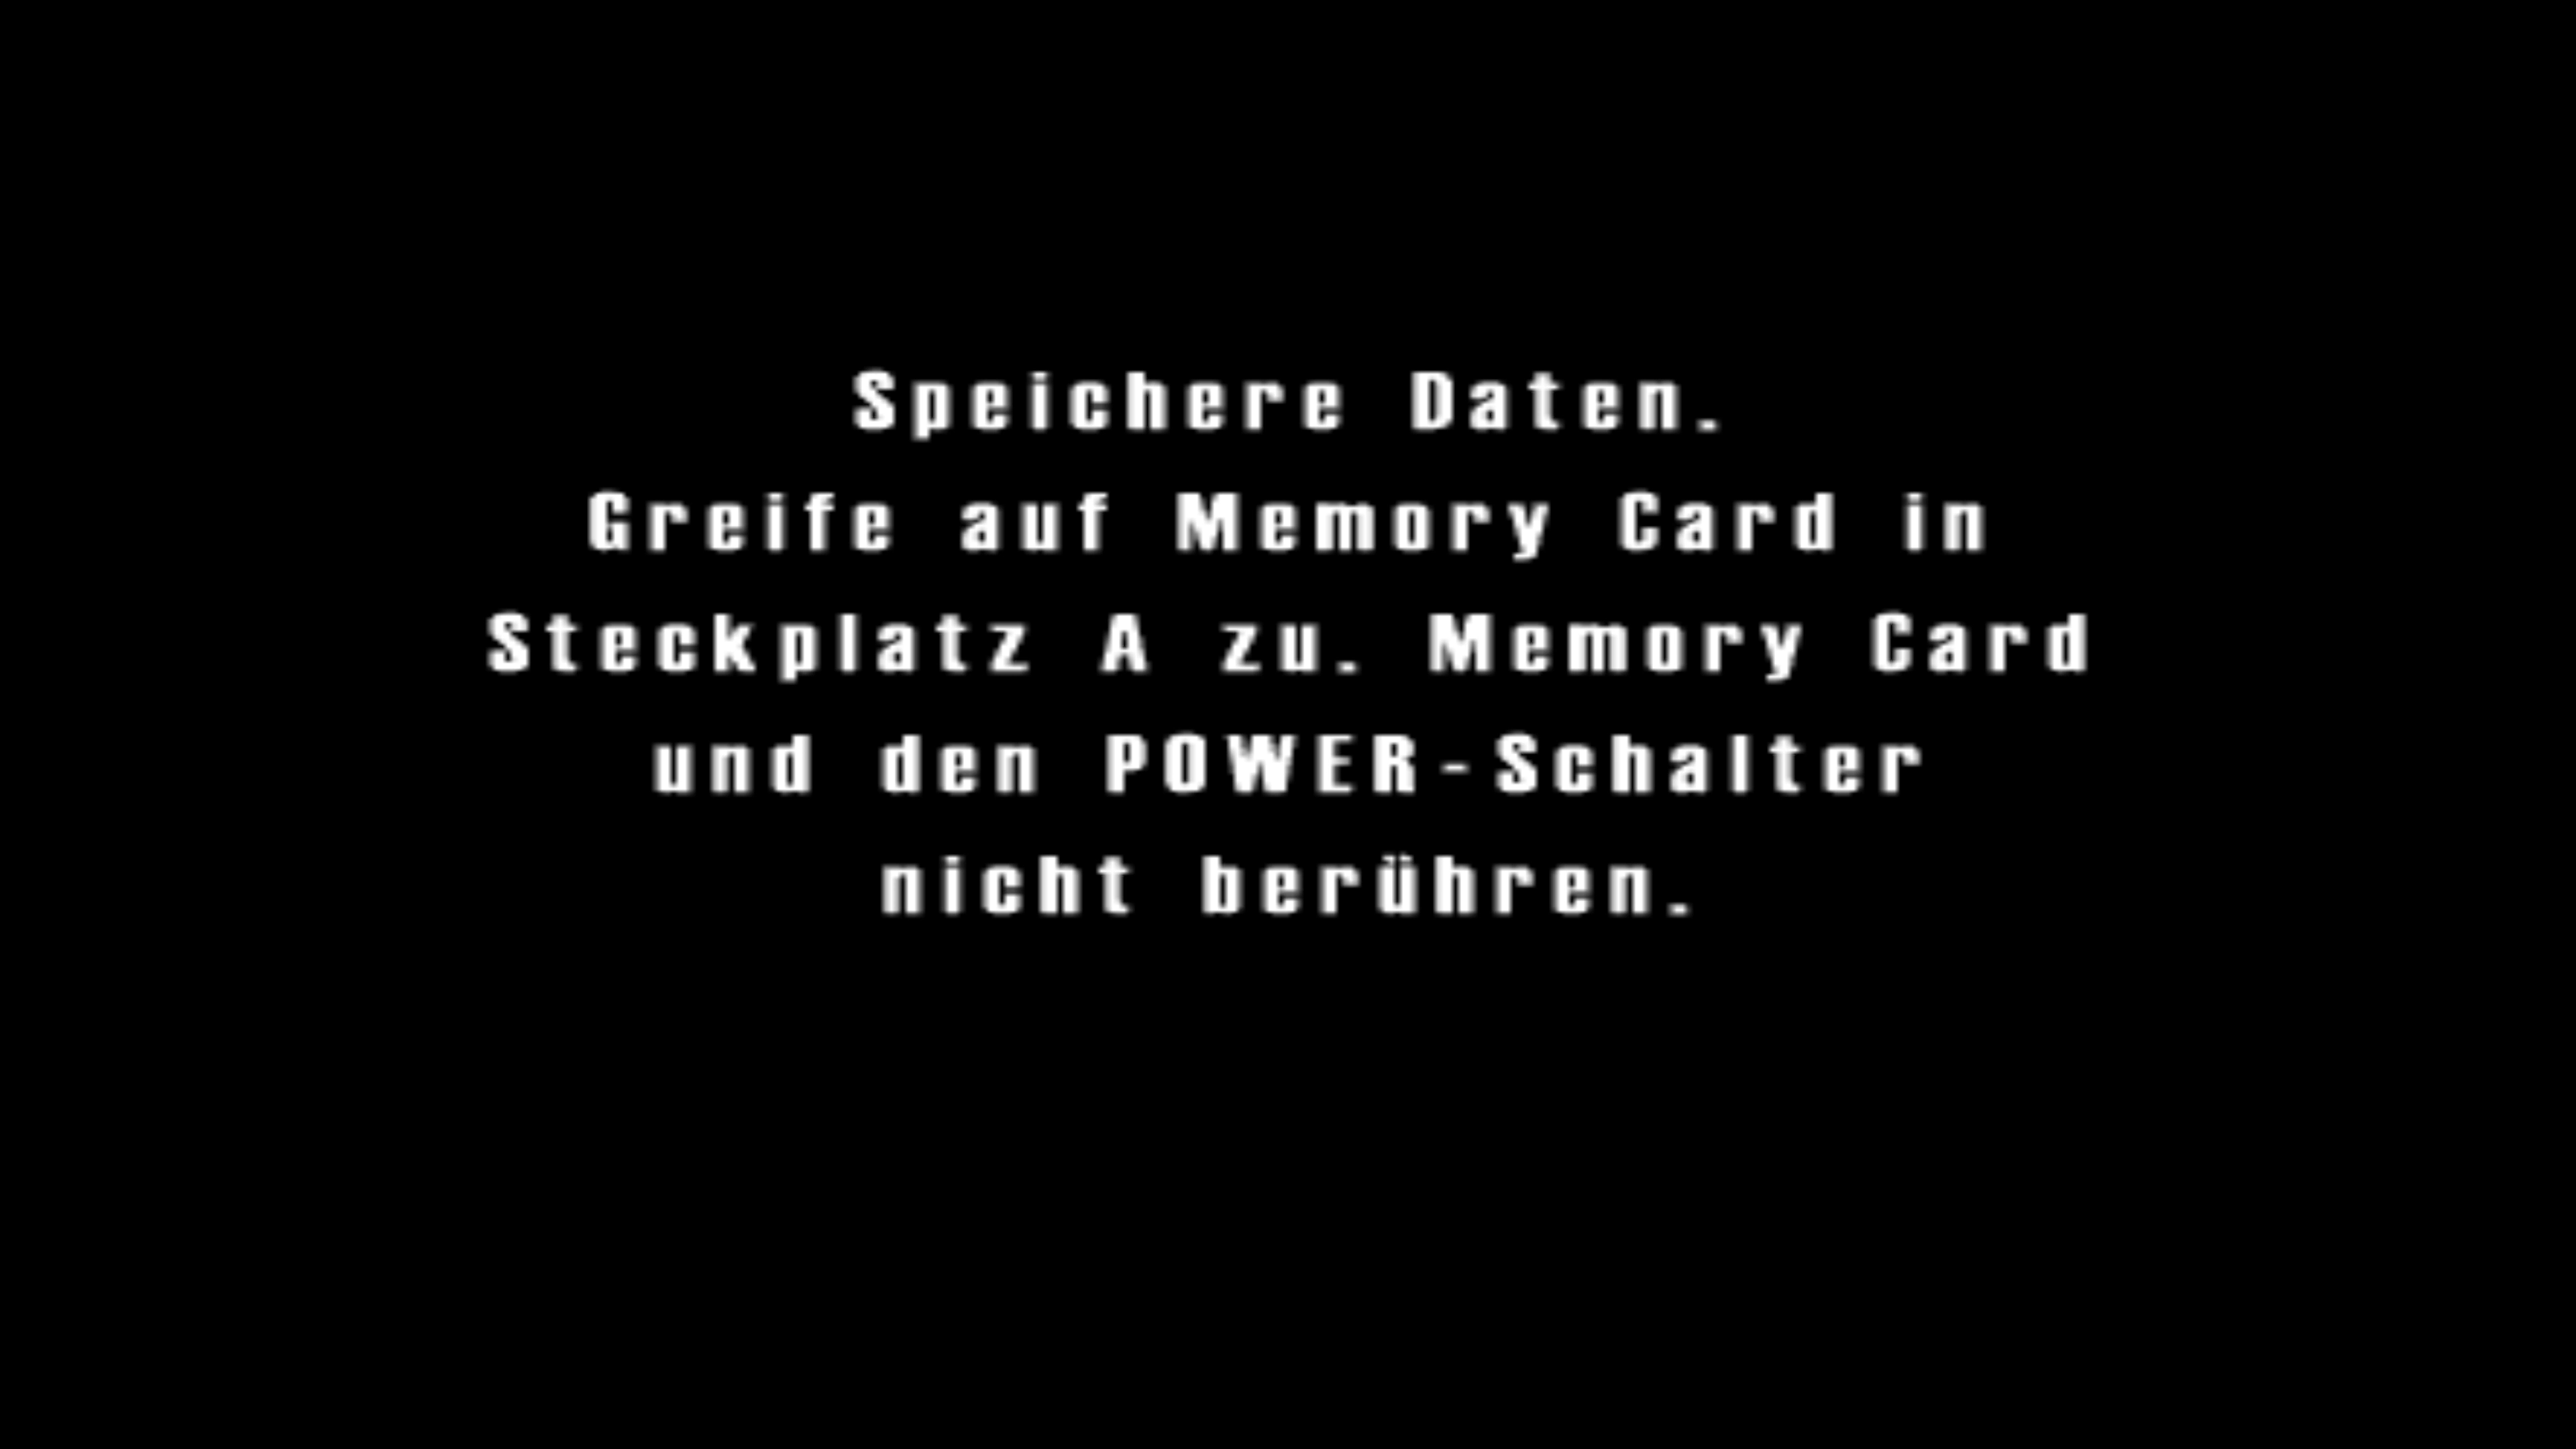 Speichere Daten.
Greife auf Memory Card in
Steckplatz A zu. Memory Card
und den POWER-Schalter
nicht berühren.